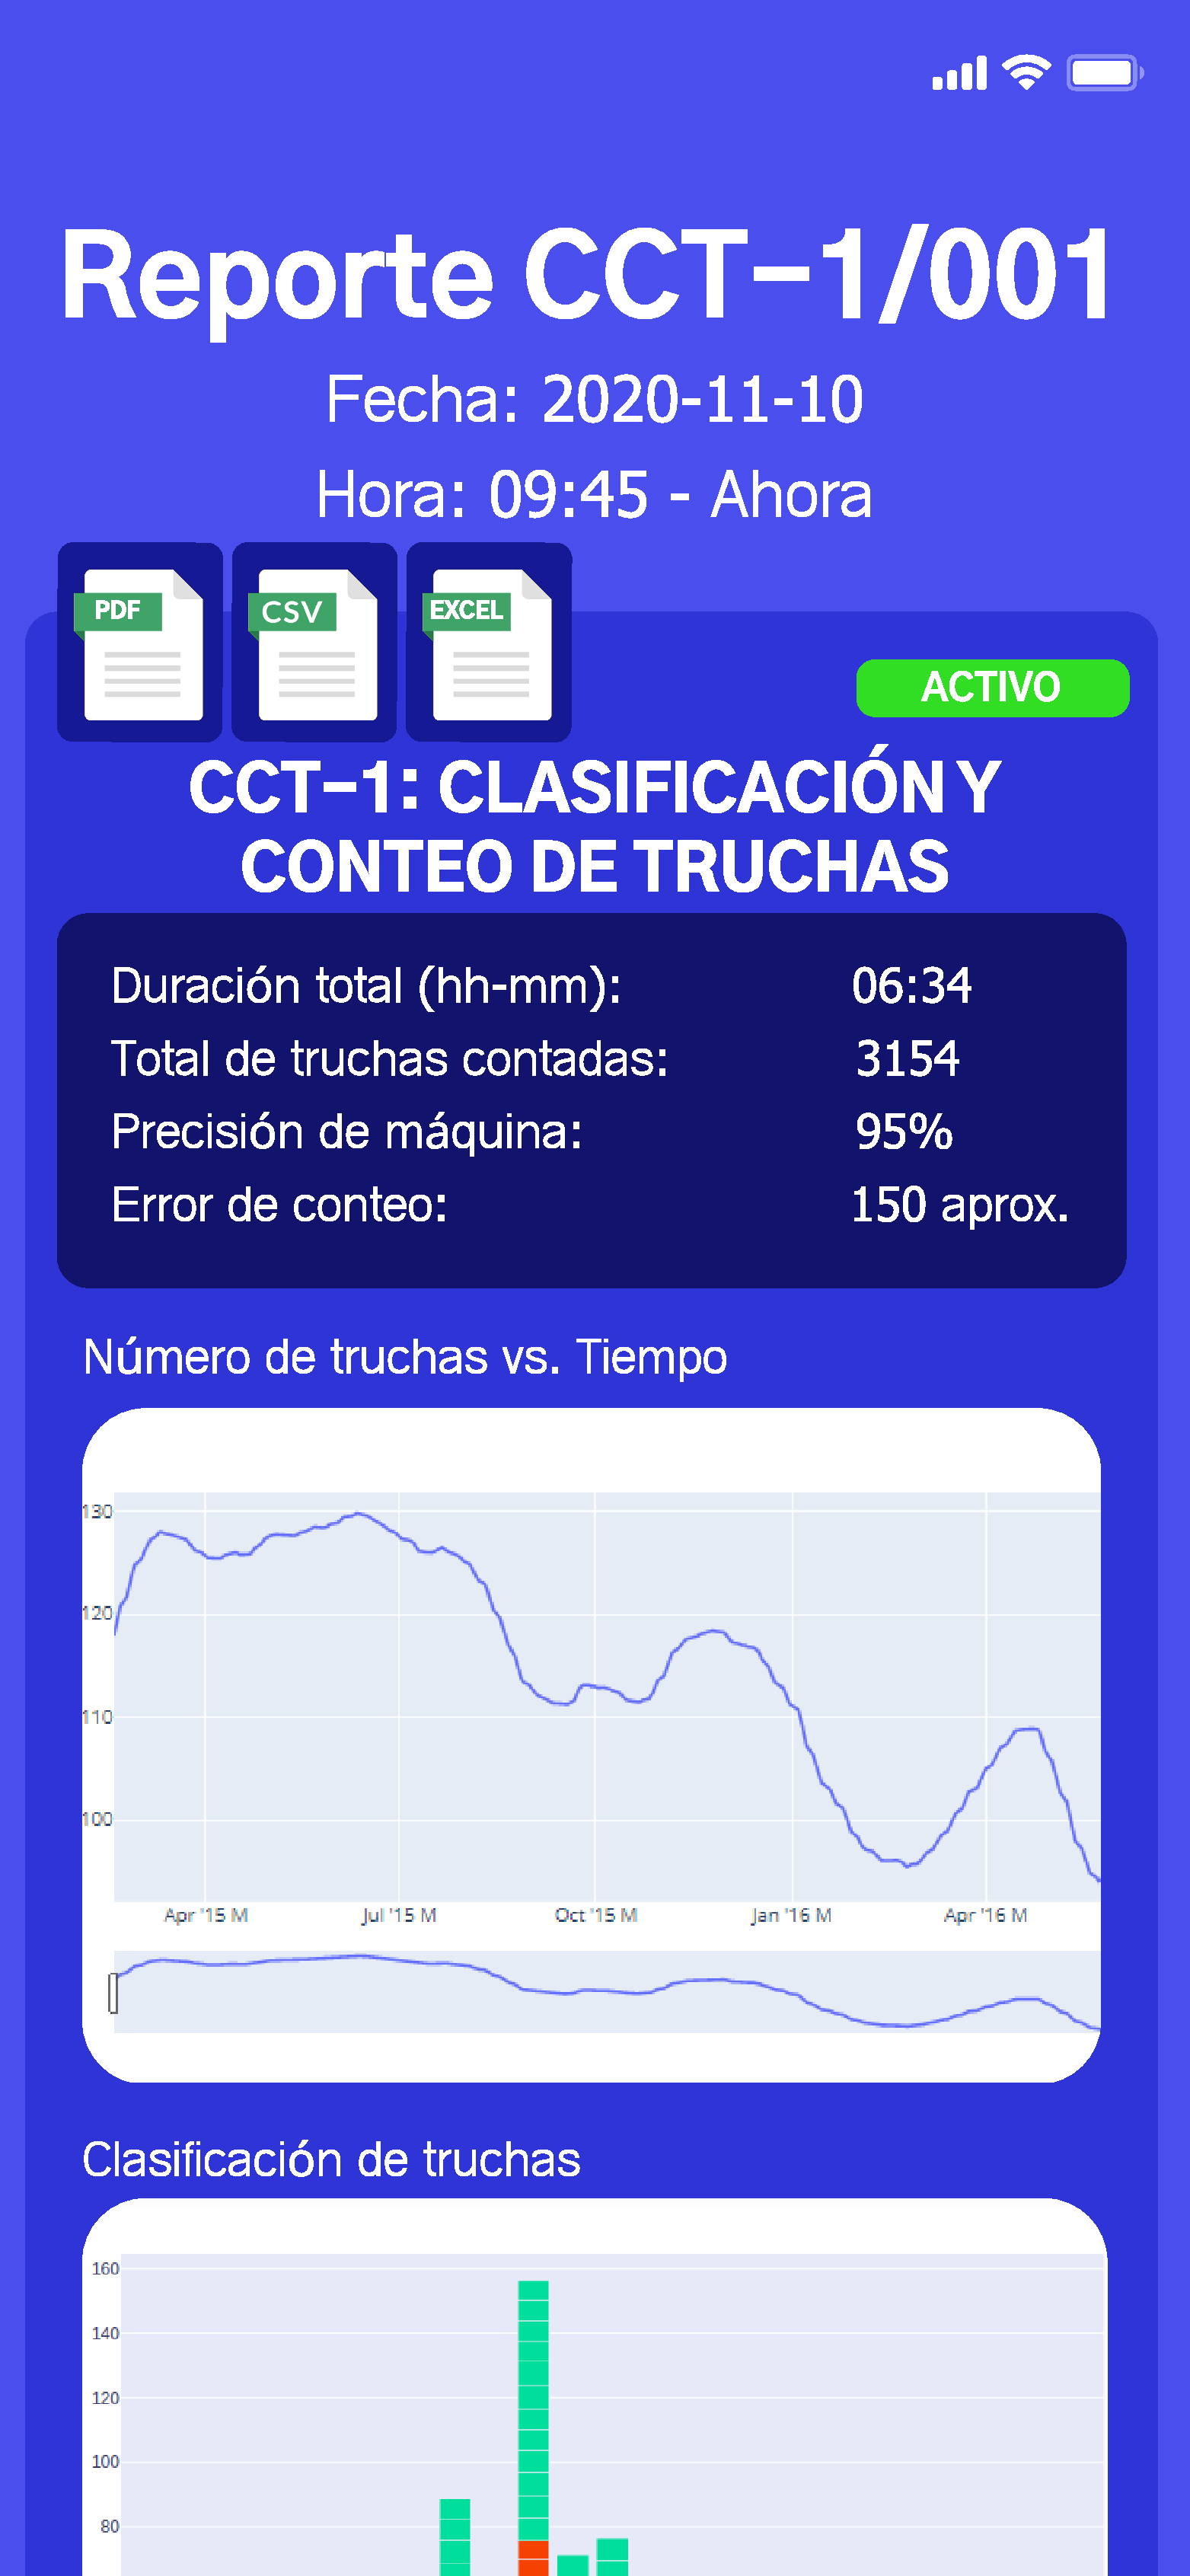 Reporte CCT-1/001
Fecha: 2020-11-10
Hora: 09:45 - Ahora
PDF
CSV
EXCEL
ACTIVO
CCT-1: CLASIFICACIÓN Y
CONTEO DE TRUCHAS
Duración total (hh-mm): 06:34
Total de truchas contadas: 3154
Precisión de máquina: 95%
Error de conteo: 150 aprox.
Número de truchas vs. Tiempo
130
120
110
100
Apr '15 M Jul '15 M Oct '15 M Jan '16 M Apr '16 M
Clasificación de truchas
160
140
120
100
80